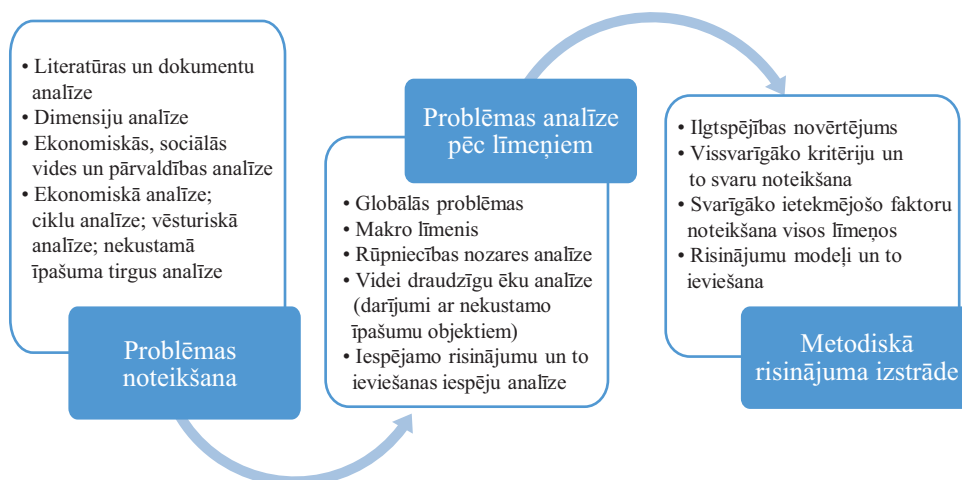 • Literatūras un dokumentu
analīze
• Dimensiju analīze
• Ekonomiskās, sociālās
vides un pārvaldības analīze
• Ekonomiskā analīze;
ciklu analīze; vēsturiskā
analīze; nekustamā
īpašuma tirgus analīze
Problēmas
noteikšana
Problēmas analīze
pēc līmeņiem
• Globālās problēmas
• Makro līmenis
• Rūpniecības nozares analīze
• Videi draudzīgu ēku analīze
(darījumi ar nekustamo
īpašumu objektiem)
• Iespējamo risinājumu un to
ieviešanas iespēju analīze
• Ilgtspējības novērtējums
• Vissvarīgāko kritēriju un
to svaru noteikšana
• Svarīgāko ietekmējošo faktoru
noteikšana visos līmeņos
• Risinājumu modeļi un to
ieviešana
Metodiskā
risinājuma izstrāde